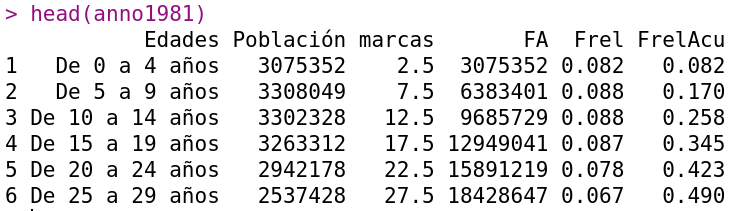 > head(anno1981)
Edades Población marcas FA Frel FrelAcu
1 De 0 a 4 años 3075352 2.5 3075352 0.082 0.082
2 De 5 a 9 años 3308049 7.5 6383401 0.088 0.170
3 De 10 a 14 años 3302328 12.5 9685729 0.088 0.258
4 De 15 a 19 años 3263312 17.5 12949041 0.087 0.345
5 De 20 a 24 años 2942178 22.5 15891219 0.078 0.423
6 De 25 a 29 años 2537428 27.5 18428647 0.067 0.490